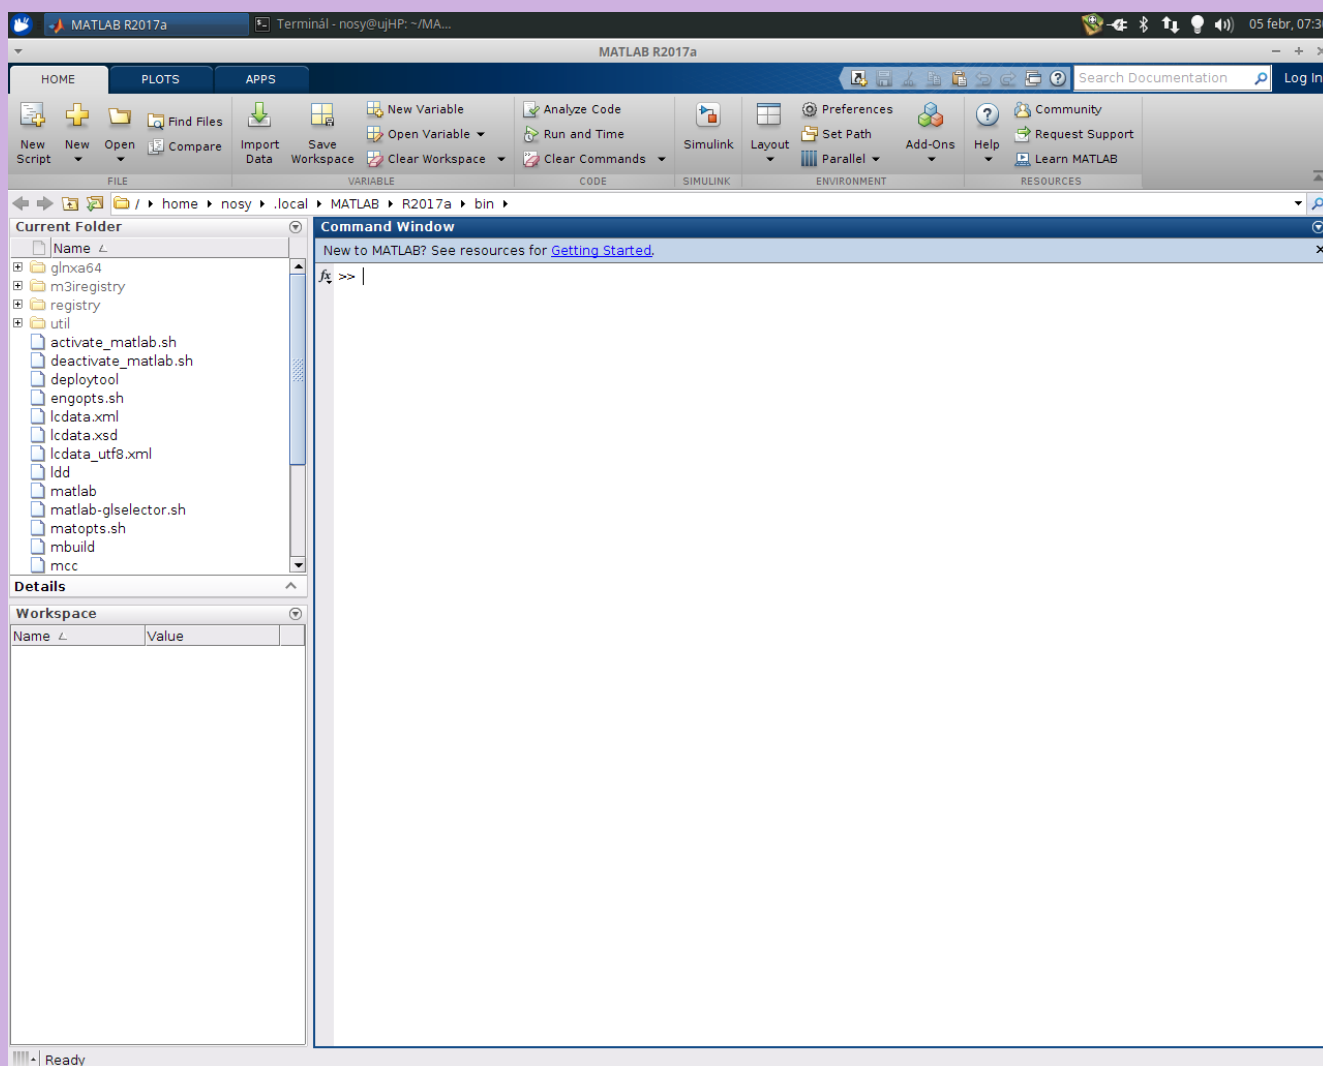 MATLAB R2017a
Terminál - nosy@ujHP: ~/MA...
05 febr, 07:3
MATLAB R2017a
HOME PLOTS APPS
Search Documentation
Log In
New Script
New
Open
Find Files
Compare
FILE
Import Data
Save Workspace
New Variable
Open Variable
Clear Workspace
VARIABLE
Analyze Code
Run and Time
Clear Commands
CODE
Simulink
SIMULINK
Layout
Preferences
Set Path
Parallel
Add-Ons
ENVIRONMENT
Help
Community
Request Support
Learn MATLAB
RESOURCES
/ home nosy .local MATLAB R2017a bin
Current Folder
Name
glnxa64
m3iregistry
registry
util
activate_matlab.sh
deactivate_matlab.sh
deploytool
engopts.sh
lcdata.xml
lcdata.xsd
lcdata_utf8.xml
ldd
matlab
matlab-glselector.sh
matopts.sh
mbuild
mcc
Details
Workspace
Name Value
Command Window
New to MATLAB? See resources for Getting Started.
fx >>
Ready